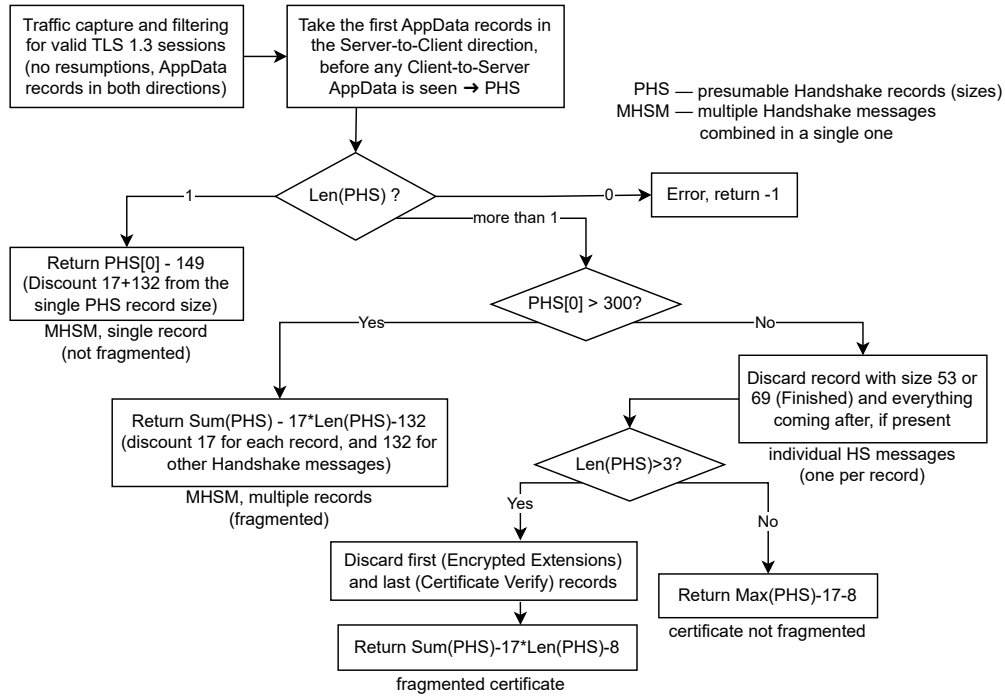 Traffic capture and filtering
for valid TLS 1.3 sessions
(no resumptions, AppData
records in both directions)
Take the first AppData records in
the Server-to-Client direction,
before any Client-to-Server
AppData is seen ➜ PHS
PHS — presumable Handshake records (sizes)
MHSM — multiple Handshake messages
combined in a single one
Len(PHS) ?
1
0
more than 1
Error, return -1
Return PHS[0] - 149
(Discount 17+132 from the
single PHS record size)
MHSM, single record
(not fragmented)
PHS[0] > 300?
Yes
No
Return Sum(PHS) - 17*Len(PHS)-132
(discount 17 for each record, and 132 for
other Handshake messages)
MHSM, multiple records
(fragmented)
Discard record with size 53 or
69 (Finished) and everything
coming after, if present
individual HS messages
(one per record)
Len(PHS)>3?
Yes
No
Discard first (Encrypted Extensions)
and last (Certificate Verify) records
Return Max(PHS)-17-8
certificate not fragmented
Return Sum(PHS)-17*Len(PHS)-8
fragmented certificate